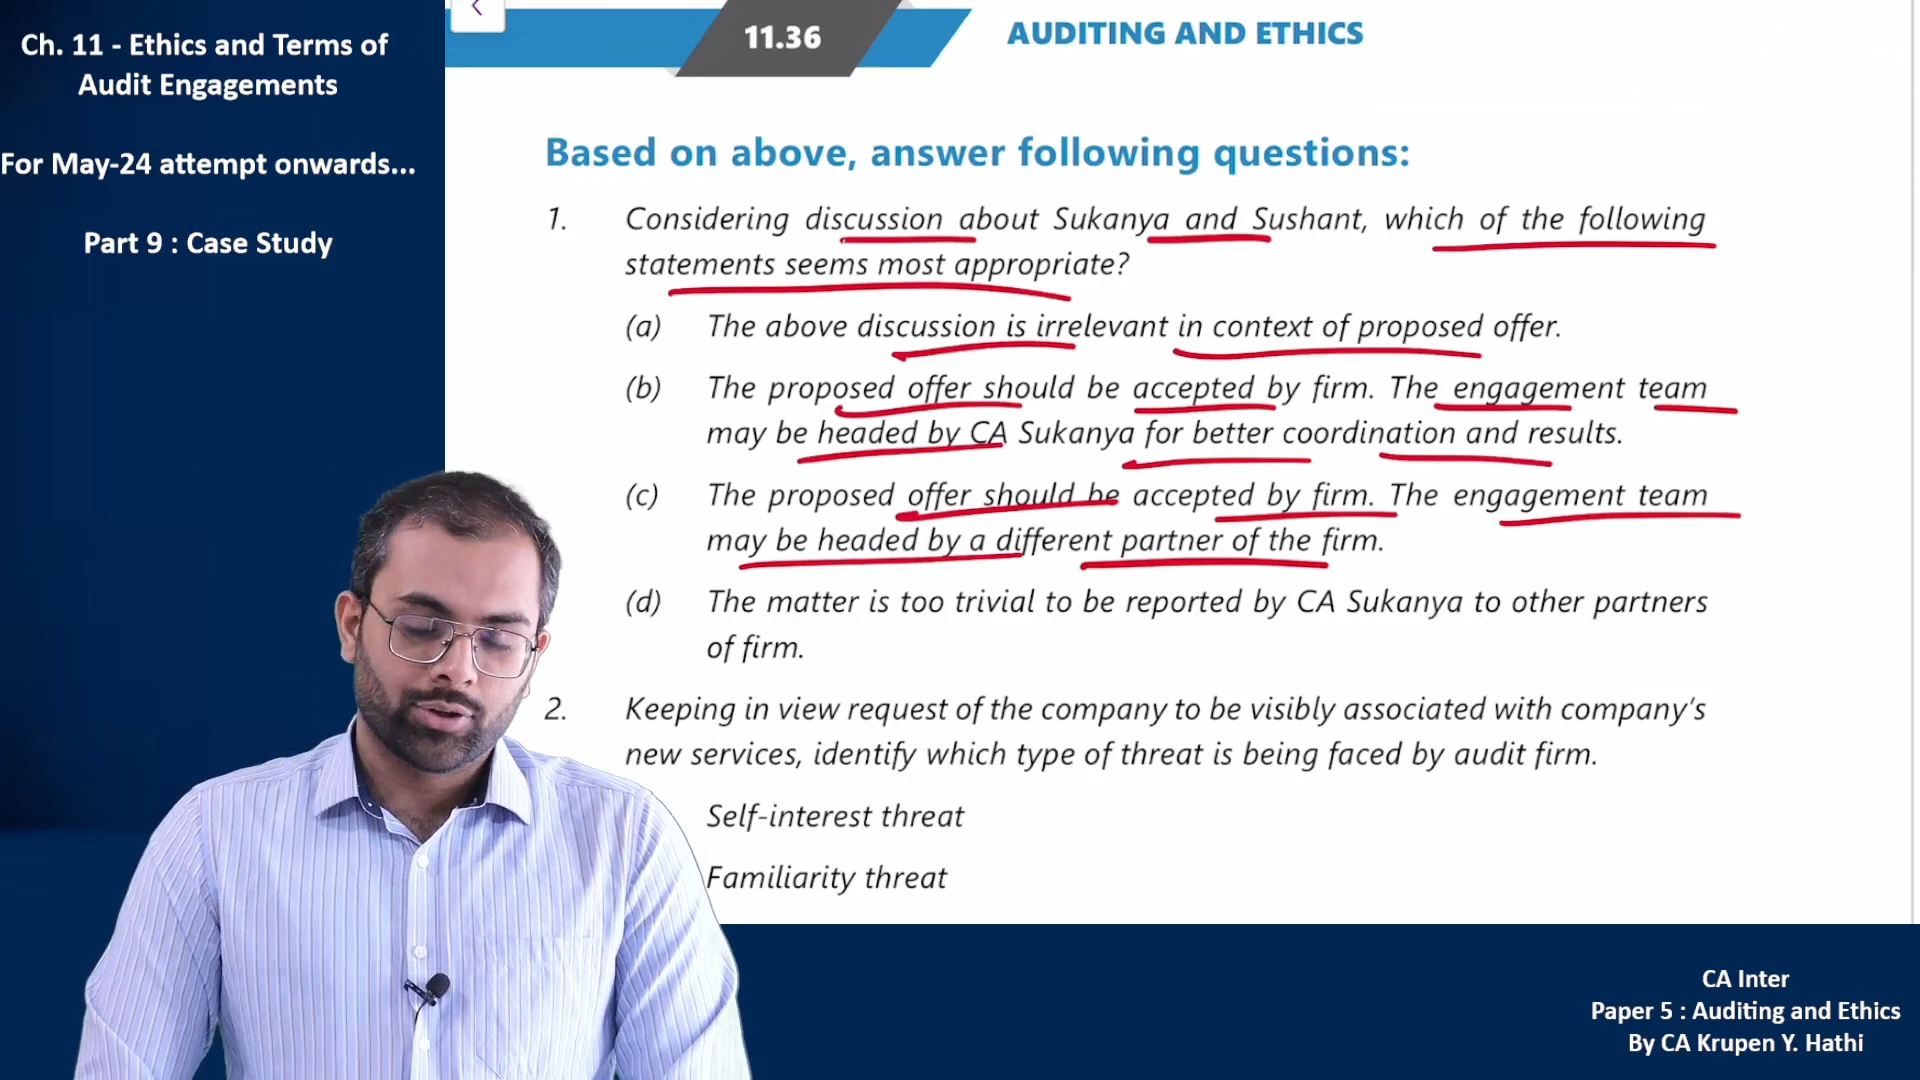 Ch. 11 - Ethics and Terms of
Audit Engagements
For May-24 attempt onwards...
Part 9 : Case Study
11.36
AUDITING AND ETHICS
Based on above, answer following questions:
1. Considering discussion about Sukanya and Sushant, which of the following
statements seems most appropriate?
(a) The above discussion is irrelevant in context of proposed offer.
(b) The proposed offer should be accepted by firm. The engagement team
may be headed by CA Sukanya for better coordination and results.
(c) The proposed offer should be accepted by firm. The engagement team
may be headed by a different partner of the firm.
(d) The matter is too trivial to be reported by CA Sukanya to other partners
of firm.
2. Keeping in view request of the company to be visibly associated with company's
new services, identify which type of threat is being faced by audit firm.
Self-interest threat
Familiarity threat
CA Inter
Paper 5 : Auditing and Ethics
By CA Krupen Y. Hathi